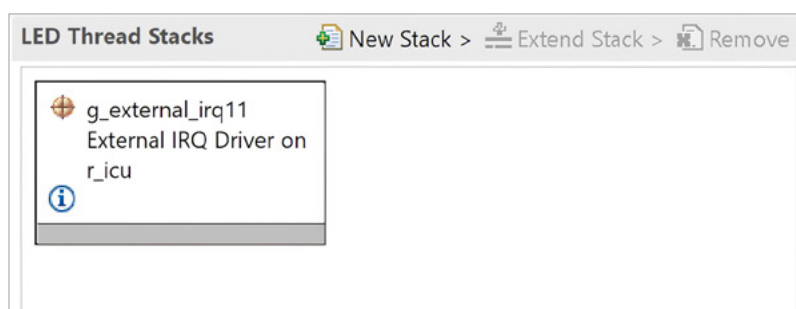 LED Thread Stacks New Stack > Extend Stack > Remove
g_external_irq11
External IRQ Driver on
r_icu